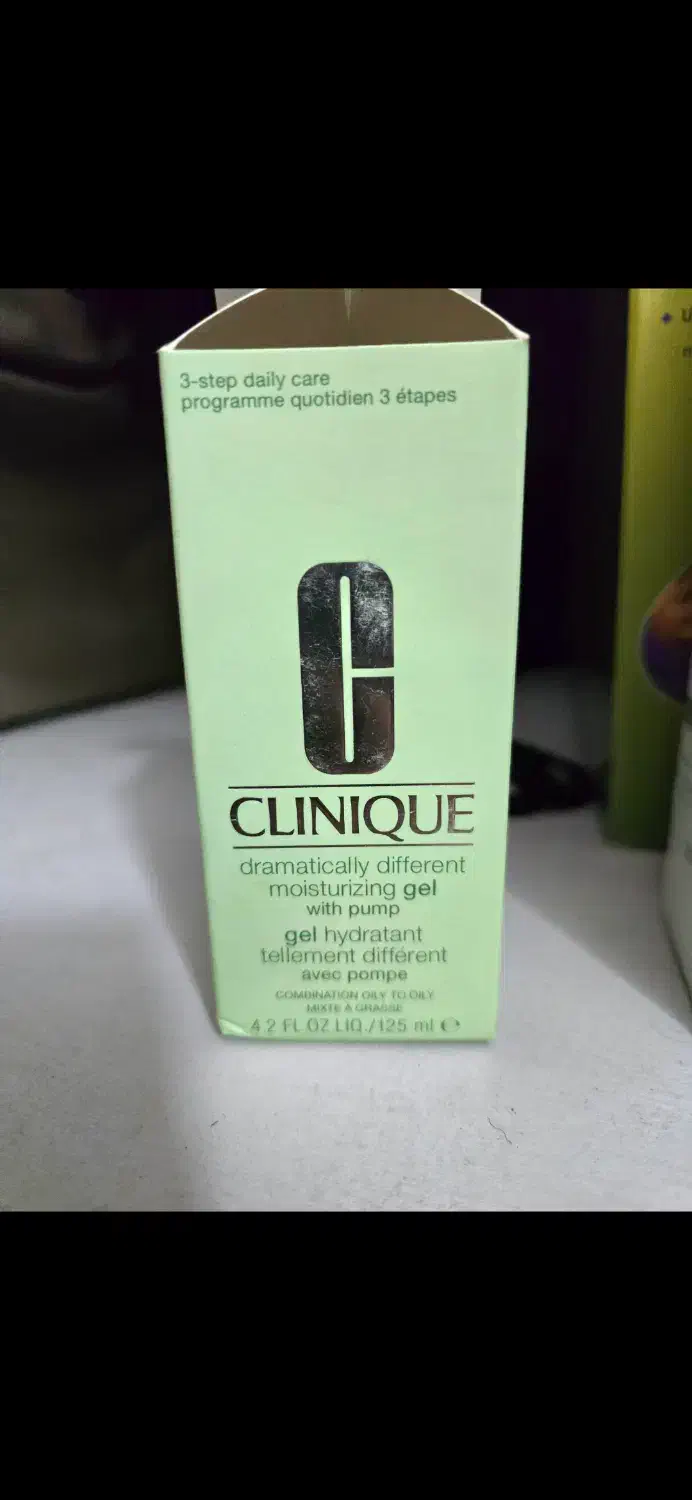 3-step daily care
programme quotidien 3 étapes
CLINIQUE
dramatically different
moisturizing gel
with pump
gel hydratant
tellement différent
avec pompe
COMBINATION OILY TO OILY
MIXTE À GRASSE
4.2 FL.OZ.LIQ./125 ml ℮